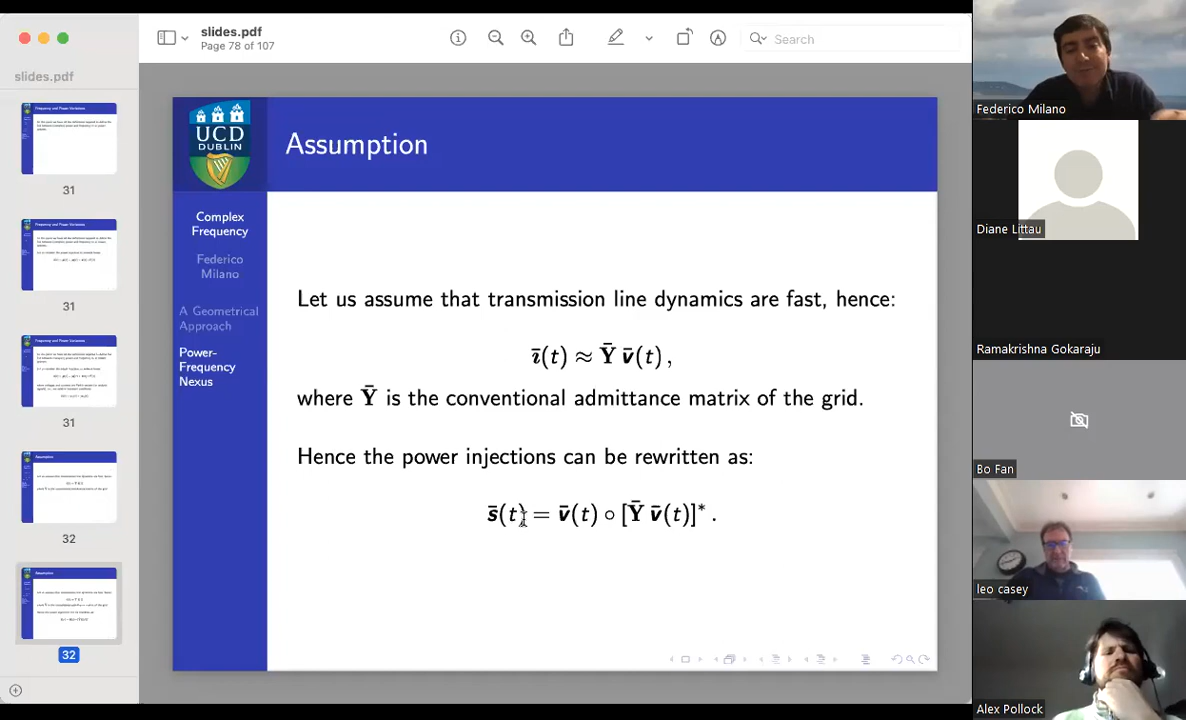 slides.pdf
Page 78 of 107
Search
slides.pdf
31
31
31
32
32
UCD
DUBLIN
Assumption
Complex
Frequency
Federico
Milano
A Geometrical
Approach
Power-
Frequency
Nexus
Let us assume that transmission line dynamics are fast, hence:
ῑ(t) ≈ Ȳ v̄(t) ,
where Ȳ is the conventional admittance matrix of the grid.
Hence the power injections can be rewritten as:
s̄(t) = v̄(t) ∘ [Ȳ v̄(t)]* .
Federico Milano
Diane Littau
Ramakrishna Gokaraju
Bo Fan
leo casey
Alex Pollock